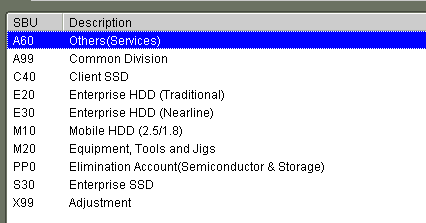 SBU Description
A60 Others(Services)
A99 Common Division
C40 Client SSD
E20 Enterprise HDD (Traditional)
E30 Enterprise HDD (Nearline)
M10 Mobile HDD (2.5/1.8)
M20 Equipment, Tools and Jigs
PP0 Elimination Account(Semiconductor & Storage)
S30 Enterprise SSD
X99 Adjustment